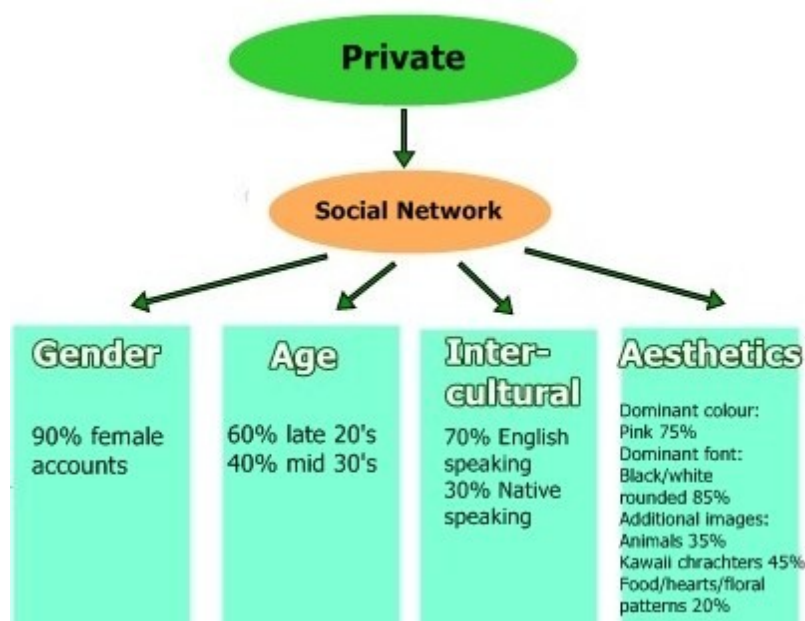 Private
Social Network
Gender
90% female
accounts
Age
60% late 20's
40% mid 30's
Inter-
cultural
70% English
speaking
30% Native
speaking
Aesthetics
Dominant colour:
Pink 75%
Dominant font:
Black/white
rounded 85%
Additional images:
Animals 35%
Kawaii chrachters 45%
Food/hearts/floral
patterns 20%